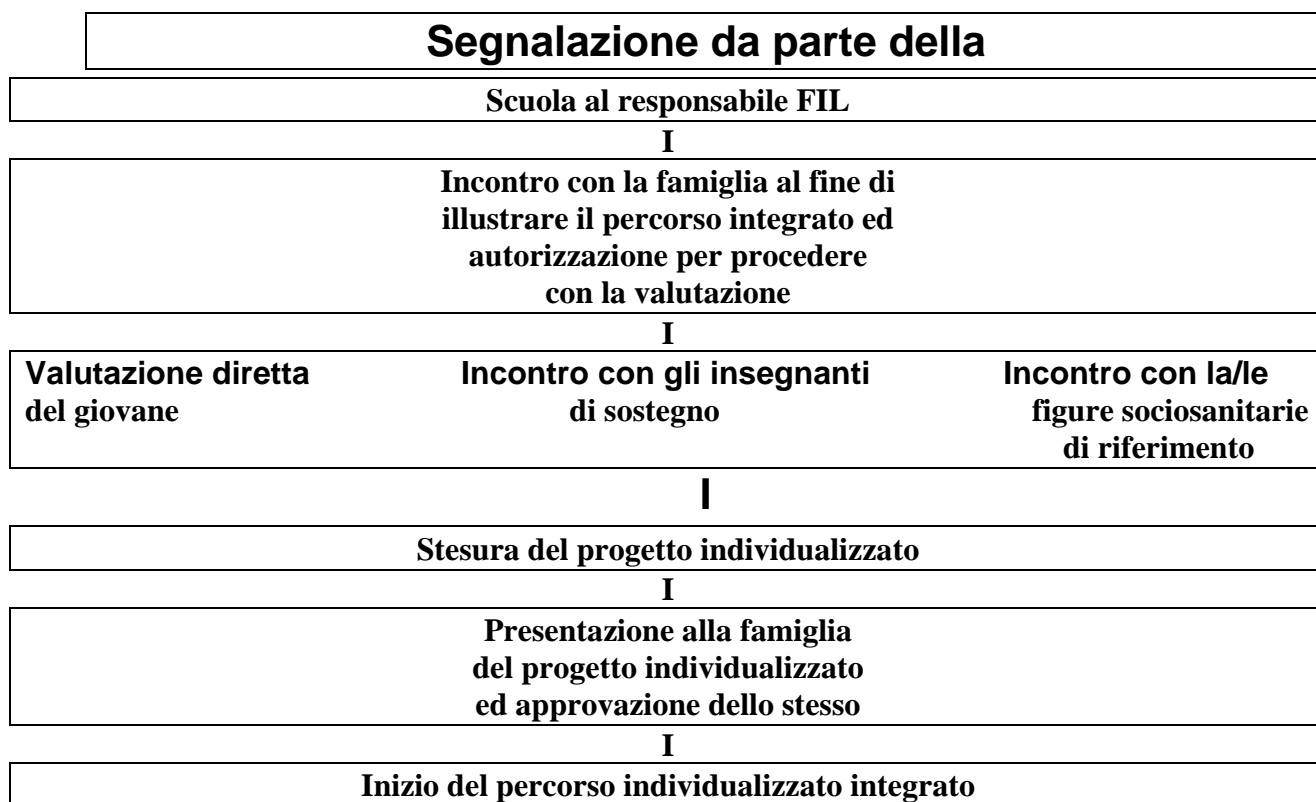 Segnalazione da parte della
Scuola al responsabile FIL
I
Incontro con la famiglia al fine di
illustrare il percorso integrato ed
autorizzazione per procedere
con la valutazione
I
Valutazione diretta Incontro con gli insegnanti Incontro con la/le
del giovane di sostegno figure sociosanitarie
di riferimento
I
Stesura del progetto individualizzato
I
Presentazione alla famiglia
del progetto individualizzato
ed approvazione dello stesso
I
Inizio del percorso individualizzato integrato